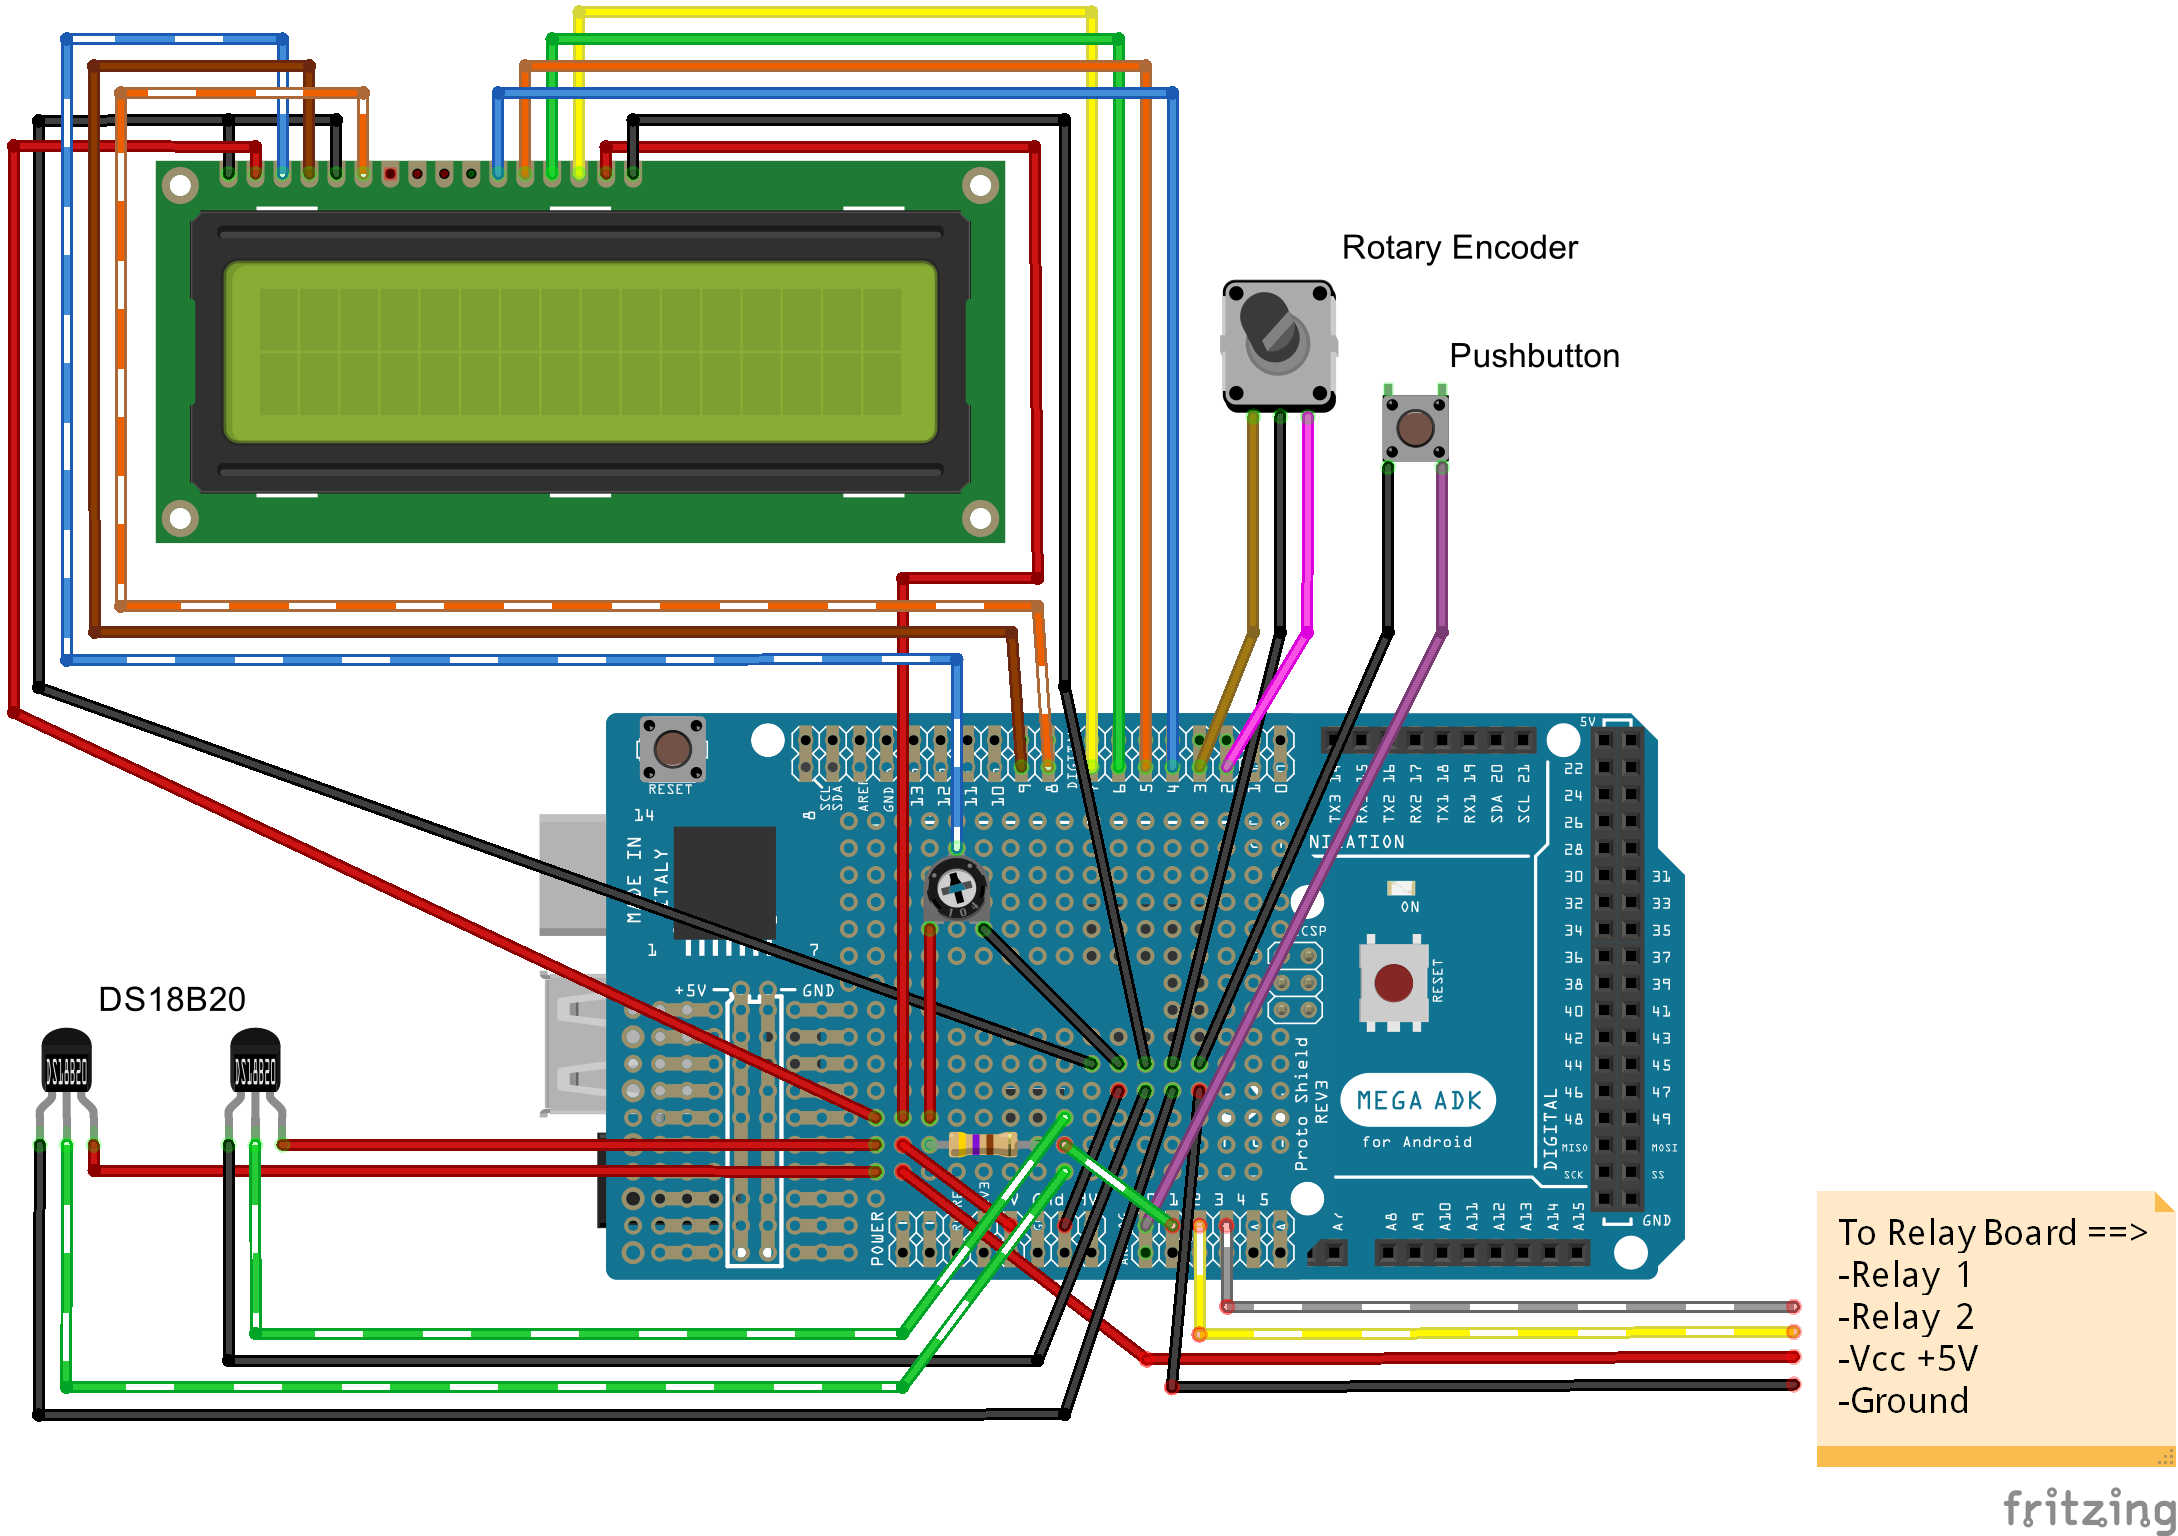 Rotary Encoder
Pushbutton
5V
RESET
SCL
SDA
AREF
GND
13
12
11
10
9
8
6
5
4
3
2
1
0
TX3 14
RX3 15
TX2 16
RX2 17
TX1 18
RX1 19
SDA 20
SCL 21
22
24
26
28
30
31
32
33
34
35
36
37
38
39
40
41
42
43
44
45
46
47
48
49
MISO
MOSI
SCK
SS
GND
14
8
MADE IN
ITALY
1
7
ON
ICSP
RESET
+5V
GND
DS18B20
DS18B20
DS18B20
104
MEGA ADK
for Android
Proto Shield
REV3
DIGITAL
POWER
1
2
3
4
5
A7
A8
A9
A10
A11
A12
A13
A14
A15
To Relay Board ==>
-Relay 1
-Relay 2
-Vcc +5V
-Ground
fritzing